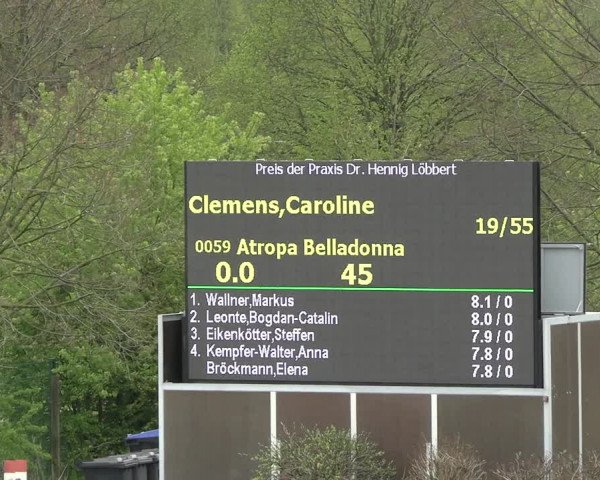 Preis der Praxis Dr. Hennig Löbbert
Clemens,Caroline
19/55
0059 Atropa Belladonna
0.0 45
1. Wallner,Markus 8.1 / 0
2. Leonte,Bogdan-Catalin 8.0 / 0
3. Eikenkötter,Steffen 7.9 / 0
4. Kempfer-Walter,Anna 7.8 / 0
Bröckmann,Elena 7.8 / 0